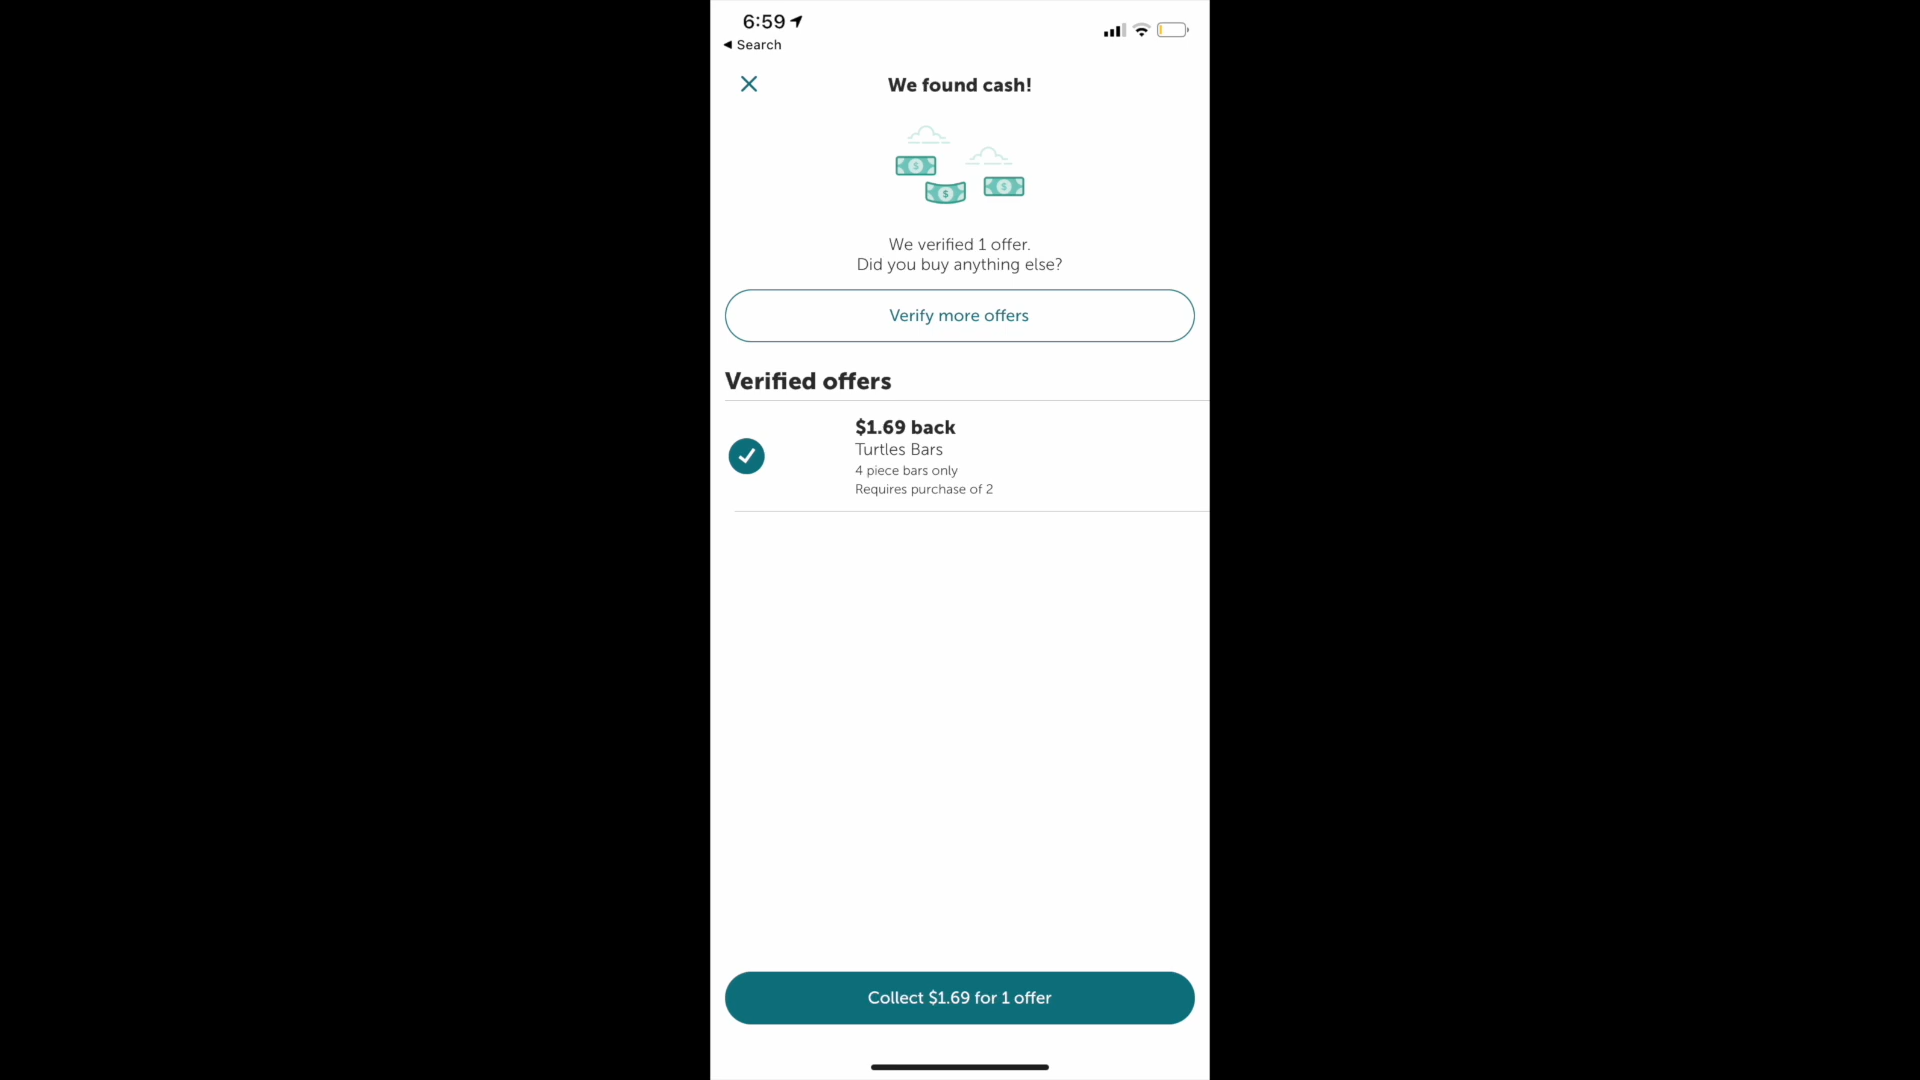 6:59
Search
We found cash!
We verified 1 offer.
Did you buy anything else?
Verify more offers
Verified offers
$1.69 back
Turtles Bars
4 piece bars only
Requires purchase of 2
Collect $1.69 for 1 offer